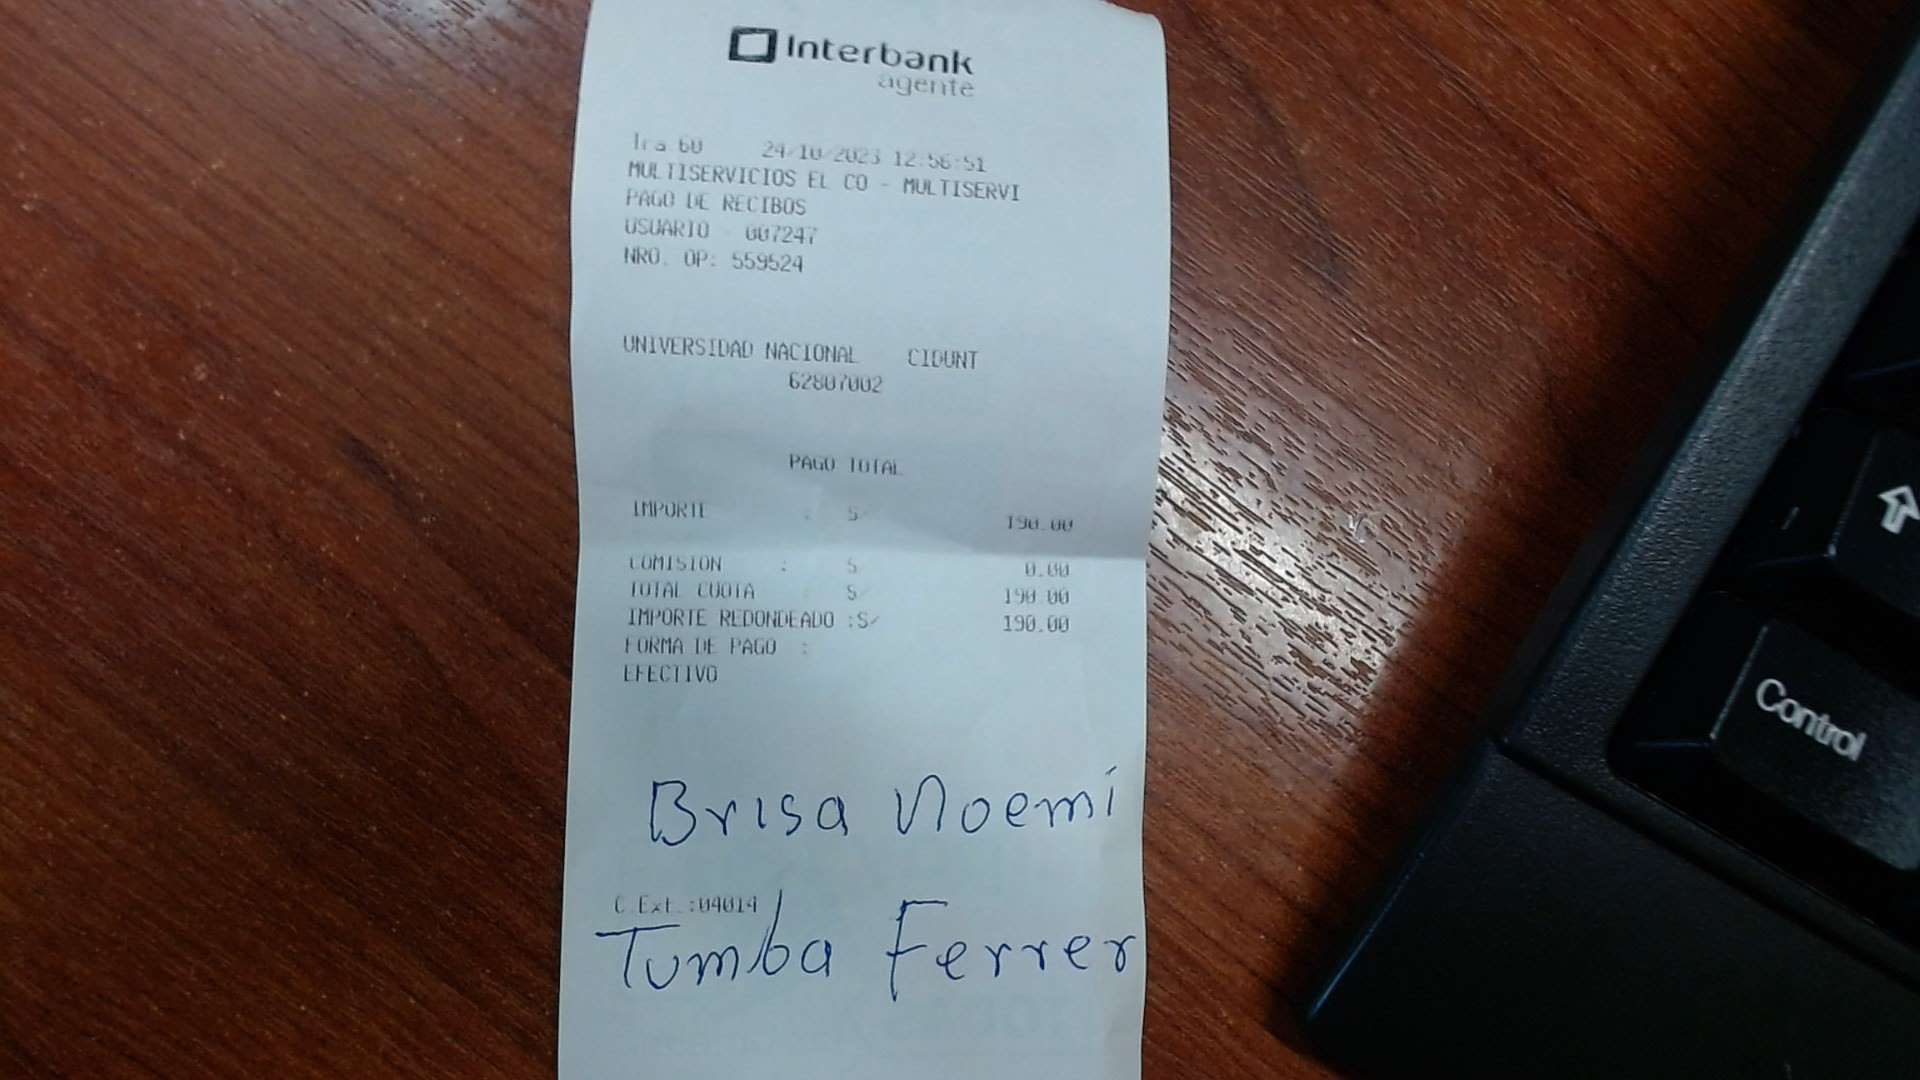 Interbank
agente
Tra 60 24/10/2023 12:56:51
MULTISERVICIOS EL CO - MULTISERVI
PAGO DE RECIBOS
USUARIO 007247
NRO. OP: 559524
UNIVERSIDAD NACIONAL CIDUNT
62807002
PAGO TOTAL
IMPORTE : S/ 190.00
COMISION : S/ 0.00
TOTAL CUOTA : S/ 190.00
IMPORTE REDONDEADO :S/ 190.00
FORMA DE PAGO :
EFECTIVO
Brisa Noemi
C.Ext.:04014
Tumba Ferrer
Control